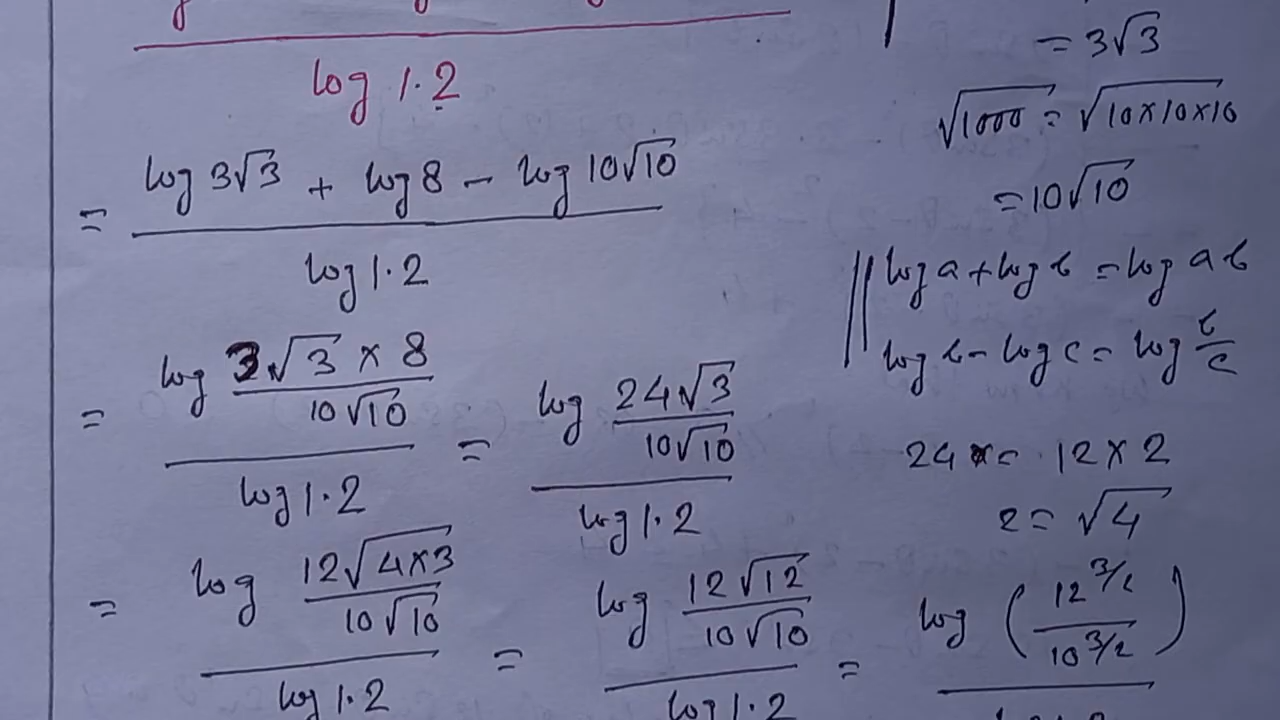 log 1.2
= 3√3
√1000 = √10×10×10
= 10√10
= (log 3√3 + log 8 - log 10√10) / (log 1.2)
log a + log b = log ab
log b - log c = log b/c
= (log (3√3 × 8)/(10√10)) / (log 1.2) = (log (24√3)/(10√10)) / (log 1.2)
24 = 12 × 2
2 = √4
= (log (12√4×3)/(10√10)) / (log 1.2) = (log (12√12)/(10√10)) / (log 1.2) = log (12^3/2 / 10^3/2)